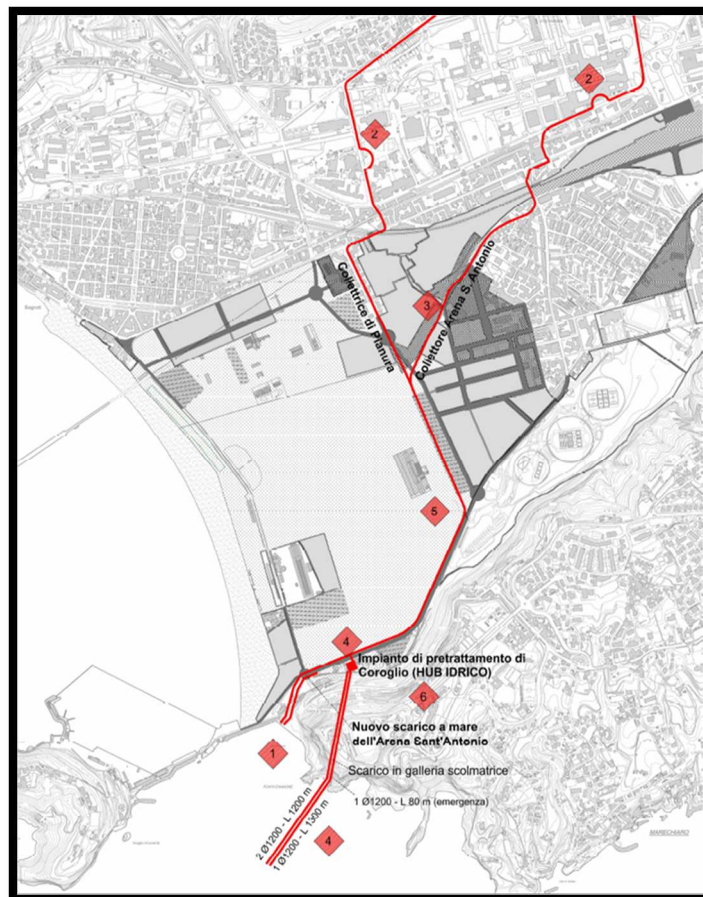 2
2
Collettrice di Pianura
3
Collettore Arena S. Antonio
5
4
Impianto di pretrattamento di
Coroglio (HUB IDRICO)
6
Nuovo scarico a mare
dell'Arena Sant'Antonio
1
Scarico in galleria scolmatrice
1 Ø1200 - L 80 m (emergenza)
2 Ø1200 - L 1200 m
1 Ø1200 - L 1300 m
4
MARECHIARO